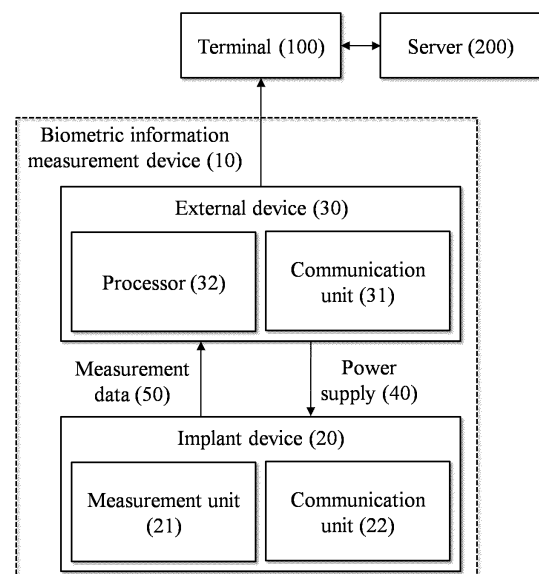 Terminal (100)
Server (200)
Biometric information
measurement device (10)
External device (30)
Processor (32)
Communication
unit (31)
Measurement
data (50)
Power
supply (40)
Implant device (20)
Measurement unit
(21)
Communication
unit (22)